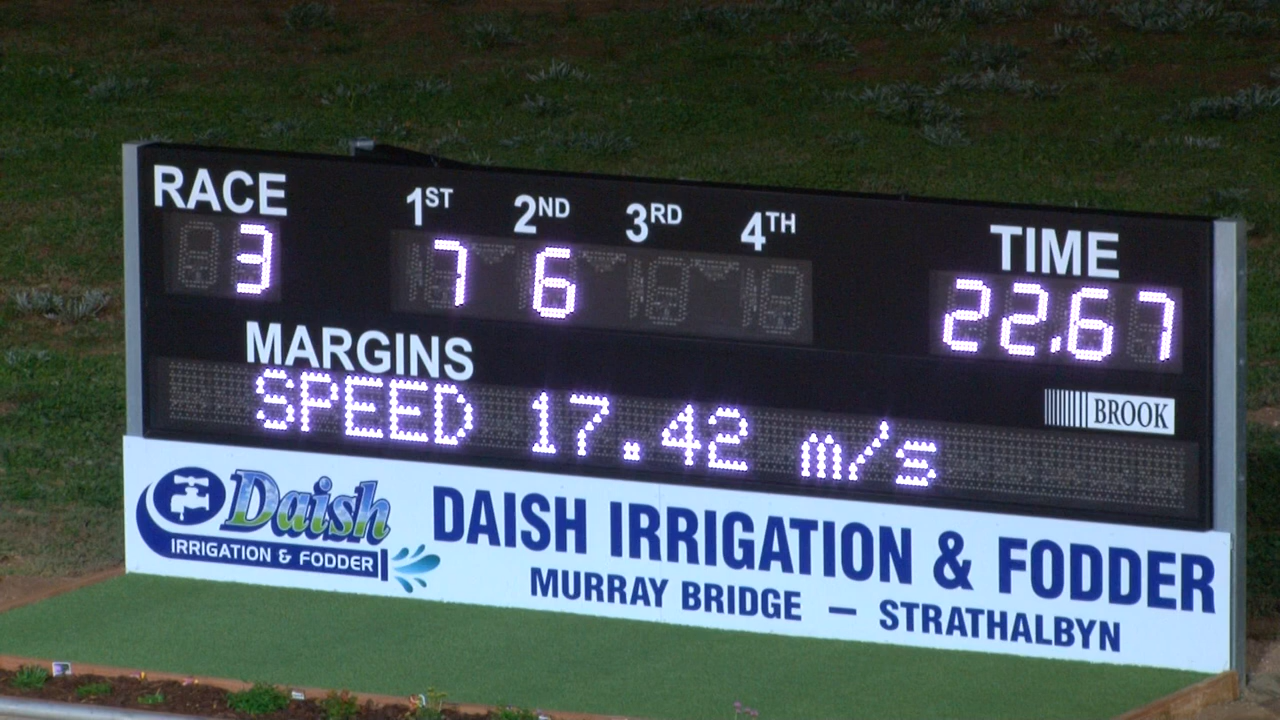 RACE 1ST 2ND 3RD 4TH TIME
3 7 6 22.67
MARGINS
SPEED 17.42 m/s
BROOK
Daish
IRRIGATION & FODDER
DAISH IRRIGATION & FODDER
MURRAY BRIDGE — STRATHALBYN